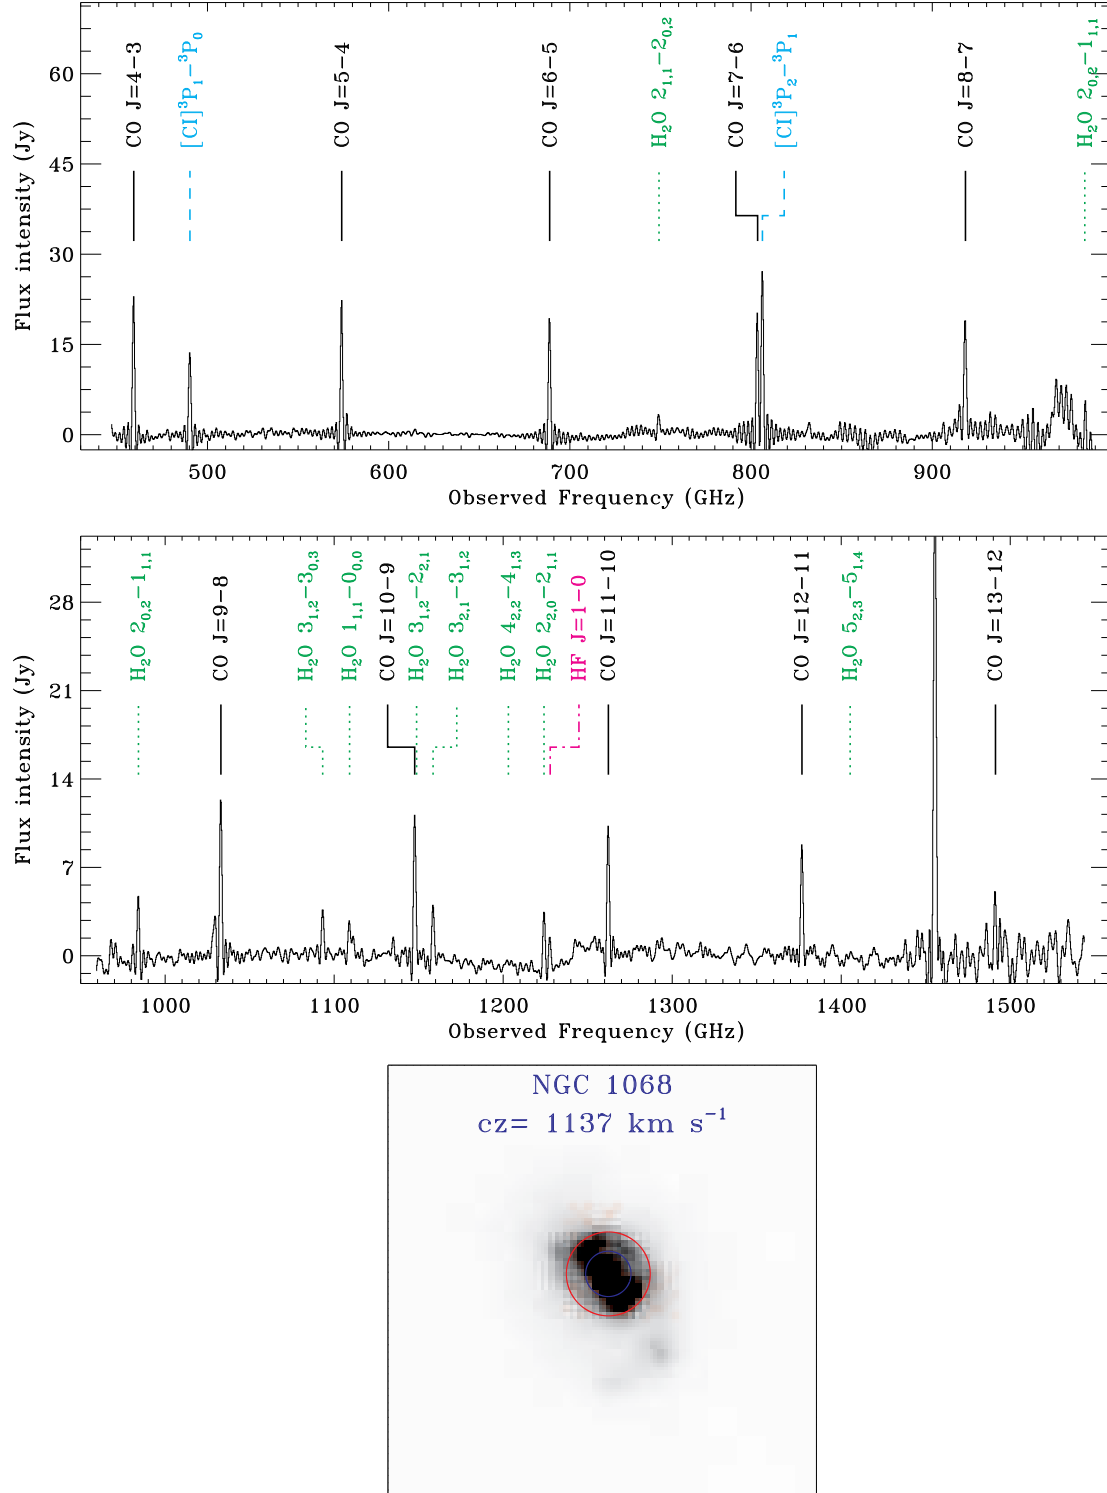 CO J=4-3
[CI]³P₁-³P₀
CO J=5-4
CO J=6-5
H₂O 2₁,₁-2₀,₂
CO J=7-6
[CI]³P₂-³P₁
CO J=8-7
H₂O 2₀,₂-1₁,₁
Flux intensity (Jy)
60
45
30
15
0
500
600
700
800
900
Observed Frequency (GHz)
H₂O 2₀,₂-1₁,₁
CO J=9-8
H₂O 3₁,₂-3₀,₃
H₂O 1₁,₁-0₀,₀
CO J=10-9
H₂O 3₁,₂-2₂,₁
H₂O 3₂,₁-3₁,₂
H₂O 4₂,₂-4₁,₃
H₂O 2₂,₀-2₁,₁
HF J=1-0
CO J=11-10
CO J=12-11
H₂O 5₂,₃-5₁,₄
CO J=13-12
Flux intensity (Jy)
28
21
14
7
0
1000
1100
1200
1300
1400
1500
Observed Frequency (GHz)
NGC 1068
cz= 1137 km s⁻¹